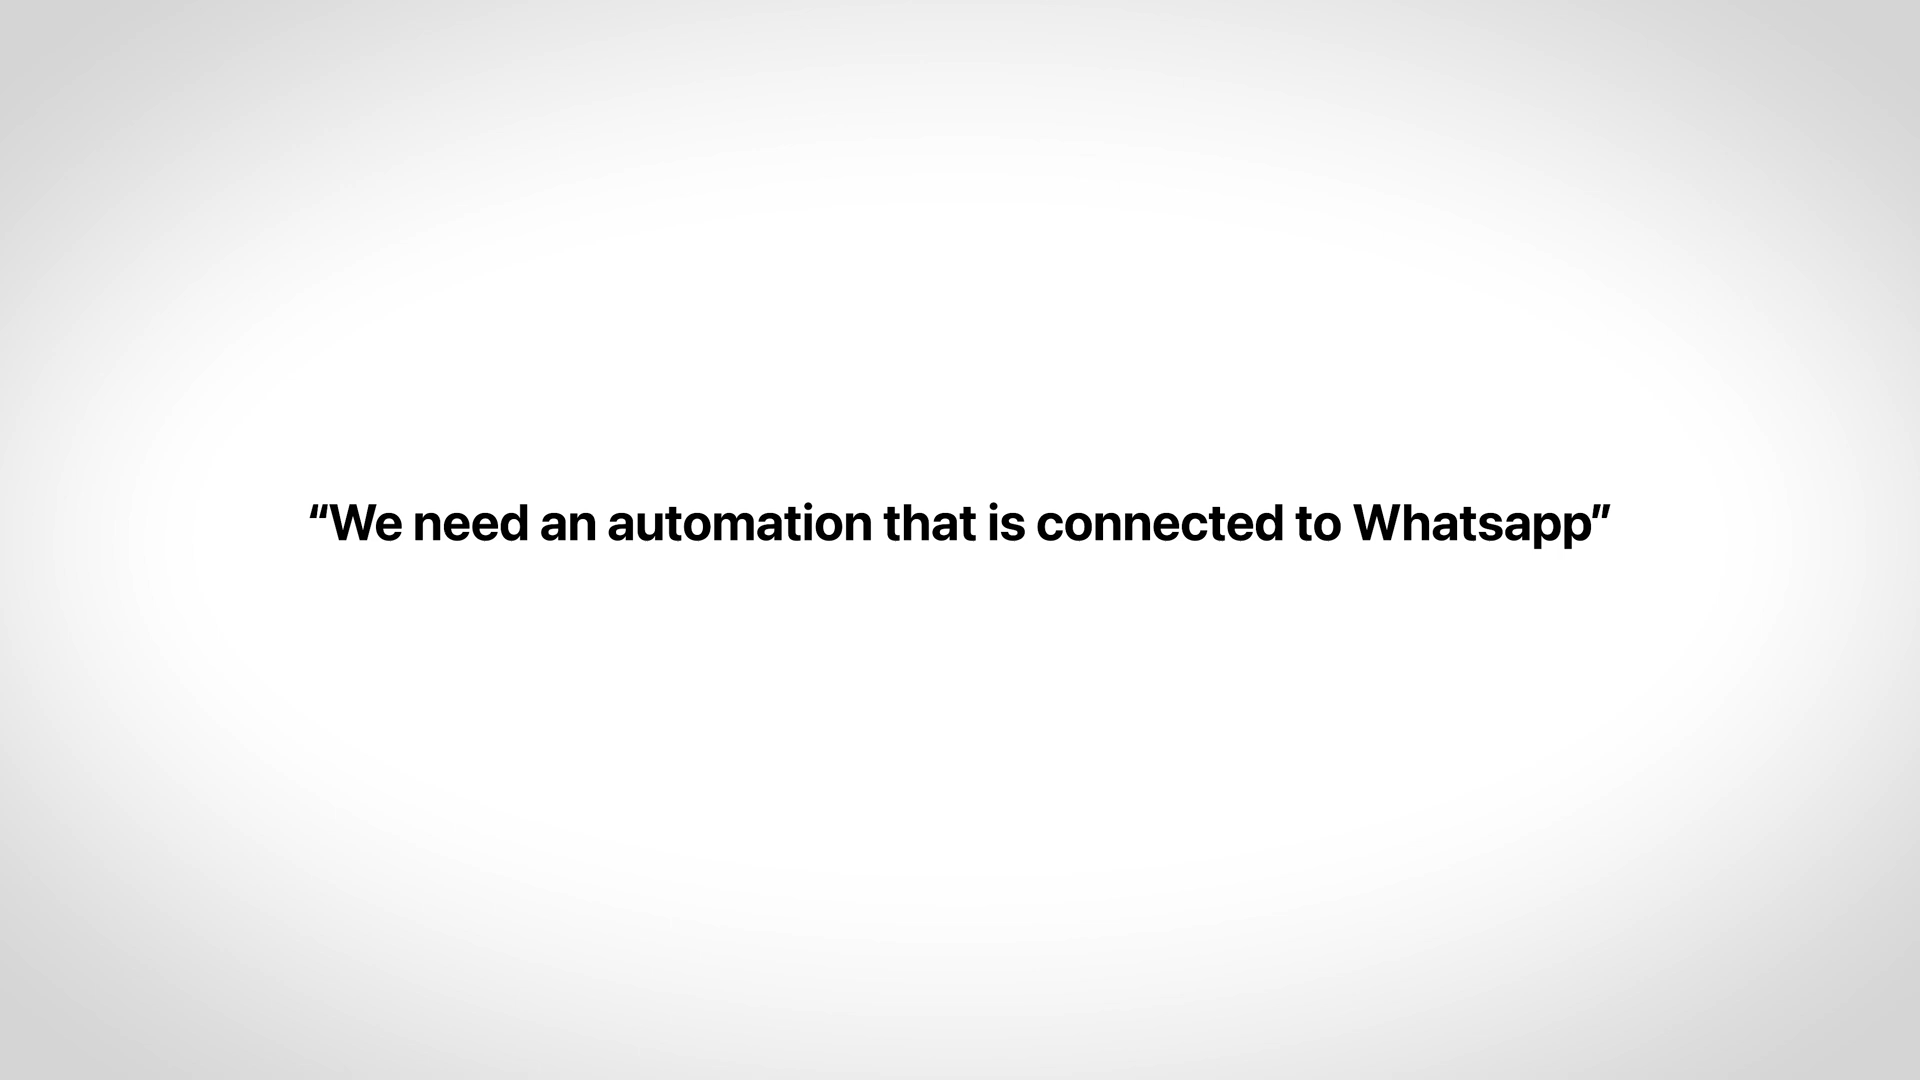 “We need an automation that is connected to Whatsapp”